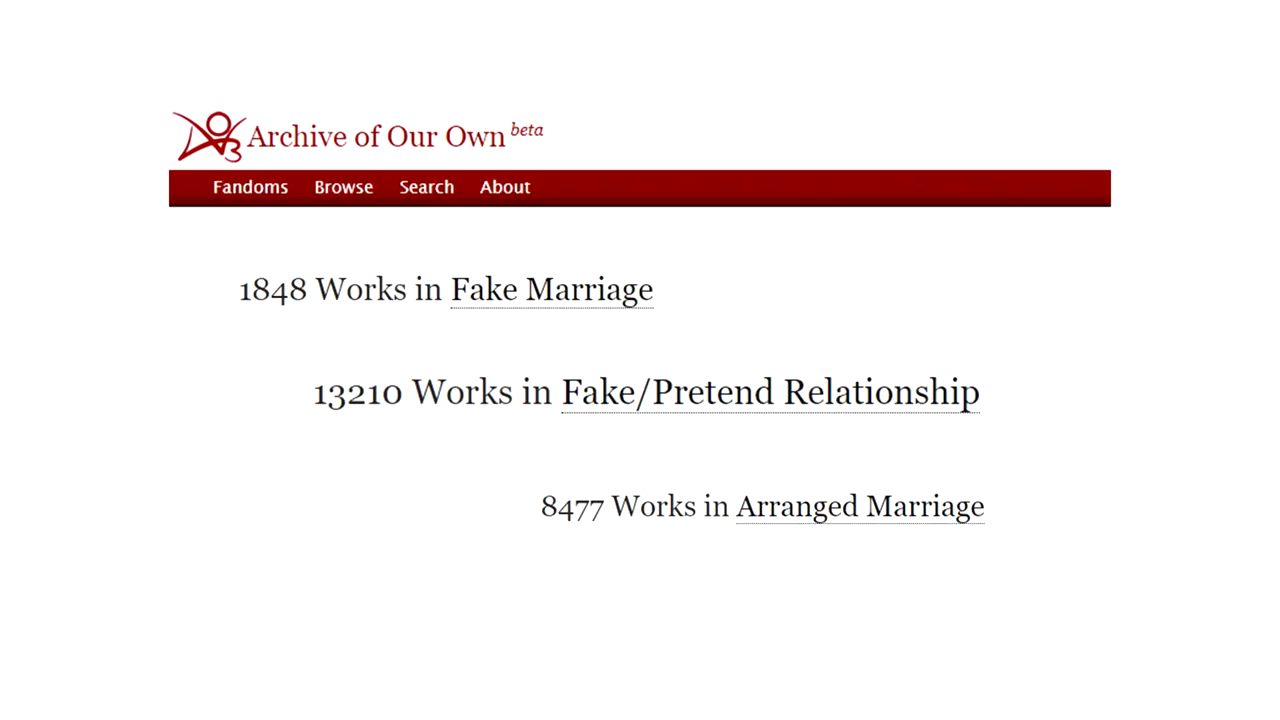 Archive of Our Own beta
Fandoms Browse Search About
1848 Works in Fake Marriage
13210 Works in Fake/Pretend Relationship
8477 Works in Arranged Marriage